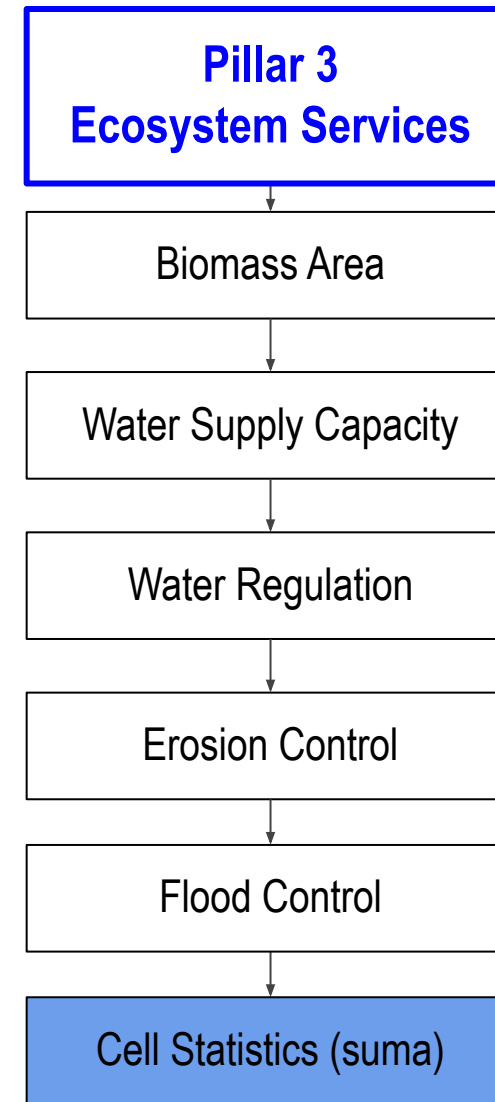 Pillar 3
Ecosystem Services
Biomass Area
Water Supply Capacity
Water Regulation
Erosion Control
Flood Control
Cell Statistics (suma)